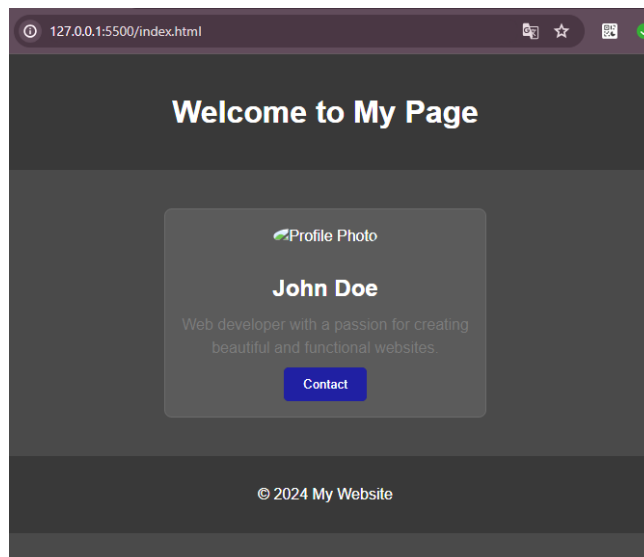 127.0.0.1:5500/index.html
Welcome to My Page
Profile Photo
John Doe
Web developer with a passion for creating
beautiful and functional websites.
Contact
© 2024 My Website